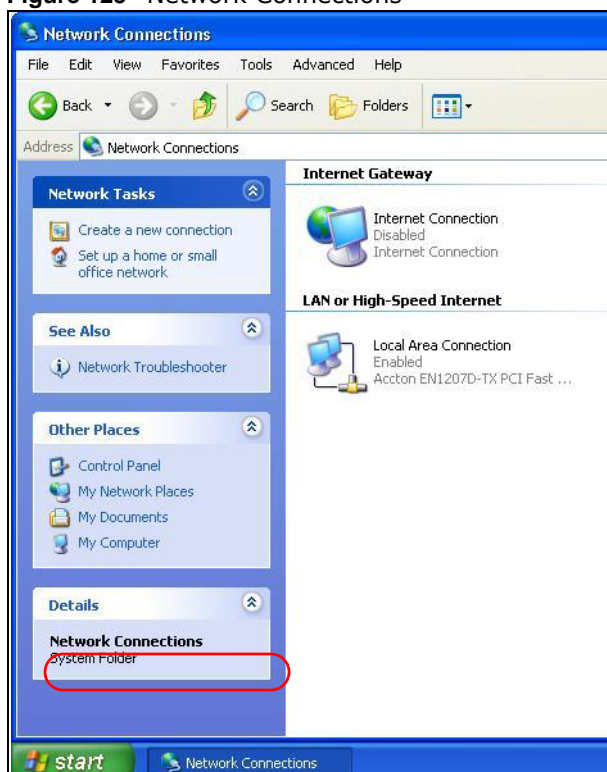 Network Connections
Network Connections
File Edit View Favorites Tools Advanced Help
Back Search Folders
Address Network Connections
Network Tasks
Create a new connection
Set up a home or small
office network
See Also
Network Troubleshooter
Other Places
Control Panel
My Network Places
My Documents
My Computer
Details
Network Connections
System Folder
Internet Gateway
Internet Connection
Disabled
Internet Connection
LAN or High-Speed Internet
Local Area Connection
Enabled
Accton EN1207D-TX PCI Fast ...
start Network Connections